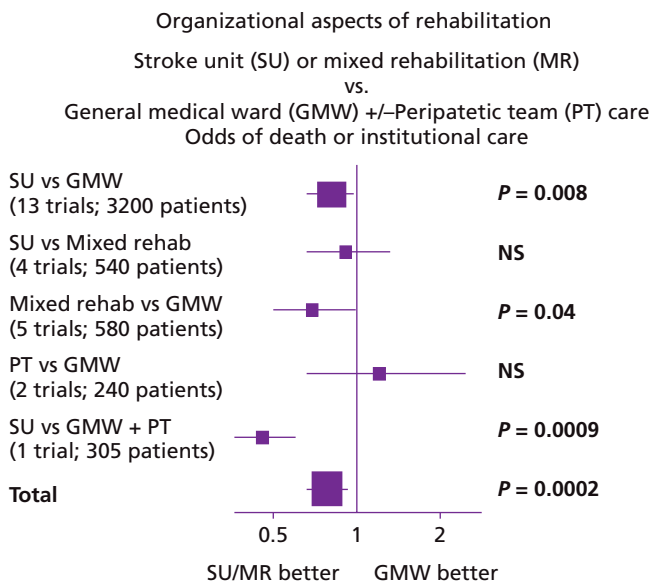 Organizational aspects of rehabilitation
Stroke unit (SU) or mixed rehabilitation (MR)
vs.
General medical ward (GMW) +/–Peripatetic team (PT) care
Odds of death or institutional care
SU vs GMW
(13 trials; 3200 patients)
P = 0.008
SU vs Mixed rehab
(4 trials; 540 patients)
NS
Mixed rehab vs GMW
(5 trials; 580 patients)
P = 0.04
PT vs GMW
(2 trials; 240 patients)
NS
SU vs GMW + PT
(1 trial; 305 patients)
P = 0.0009
Total
P = 0.0002
0.5 1 2
SU/MR better GMW better